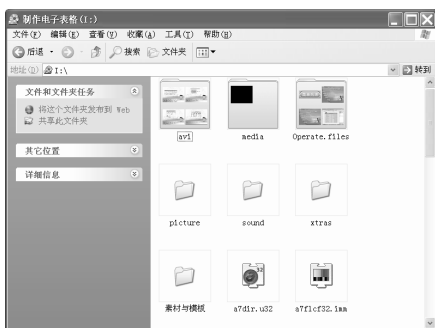 制作电子表格(I:)
文件(F) 编辑(E) 查看(V) 收藏(A) 工具(T) 帮助(H)
后退 搜索 文件夹
地址(D) I:\ 转到
文件和文件夹任务
将这个文件夹发布到 Web
共享此文件夹
其它位置
详细信息
avi media Operate.files
picture sound xtras
素材与模板 a7dir.u32 a7flcf32.imm